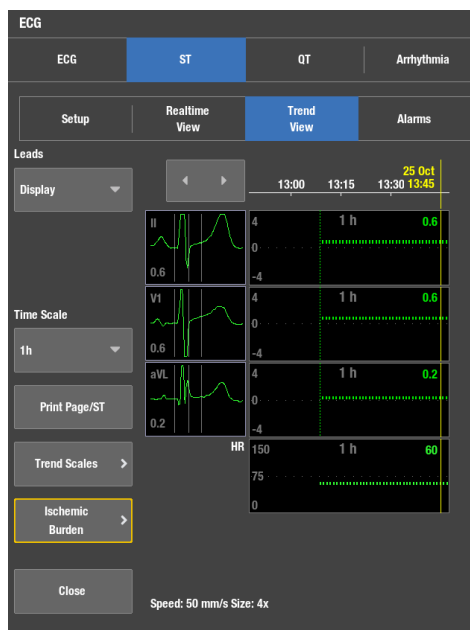 ECG
ECG ST QT Arrhythmia
Setup Realtime View Trend View Alarms
Leads
Display
25 Oct
13:00 13:15 13:30 13:45
II 4 1 h 0.6
0
0.6 -4
V1 4 1 h 0.6
0
0.6 -4
Time Scale
1h
aVL 4 1 h 0.2
0
0.2 -4
Print Page/ST
HR 150 1 h 60
75
0
Trend Scales
Ischemic
Burden
Close
Speed: 50 mm/s Size: 4x